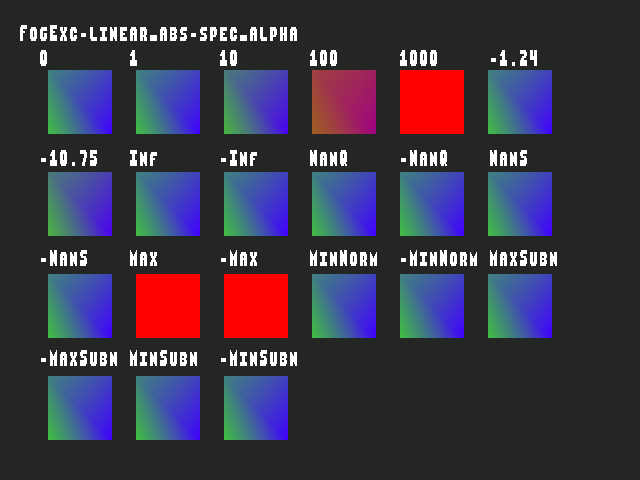 FogExc-linear_abs-spec_alpha
0 1 10 100 1000 -1.24
-10.75 Inf -Inf NanQ -NanQ NanS
-NanS Max -Max MinNorm -MinNorm MaxSubN
-MaxSubN MinSubN -MinSubN